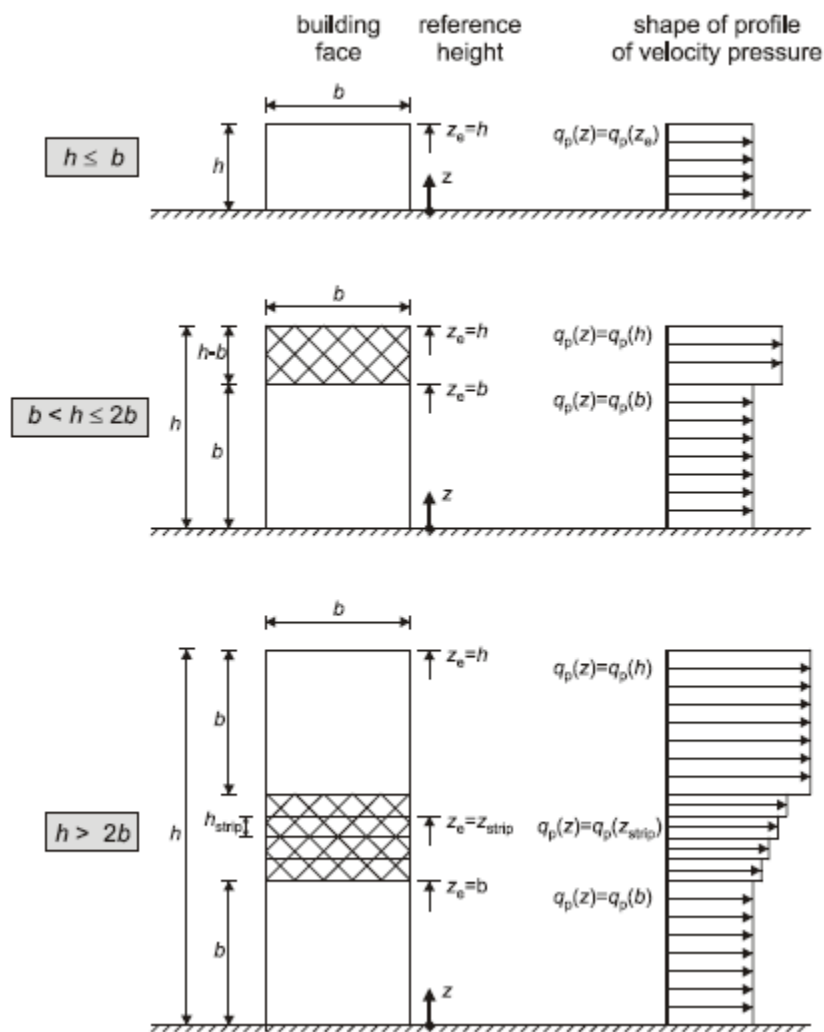 building face
reference height
shape of profile of velocity pressure
b
h ≤ b
h
z_e=h
z
q_p(z)=q_p(z_e)
b
b < h ≤ 2b
h
h-b
b
z_e=h
z_e=b
z
q_p(z)=q_p(h)
q_p(z)=q_p(b)
b
h > 2b
h
b
h_strip
b
z_e=h
z_e=z_strip
z_e=b
z
q_p(z)=q_p(h)
q_p(z)=q_p(z_strip)
q_p(z)=q_p(b)